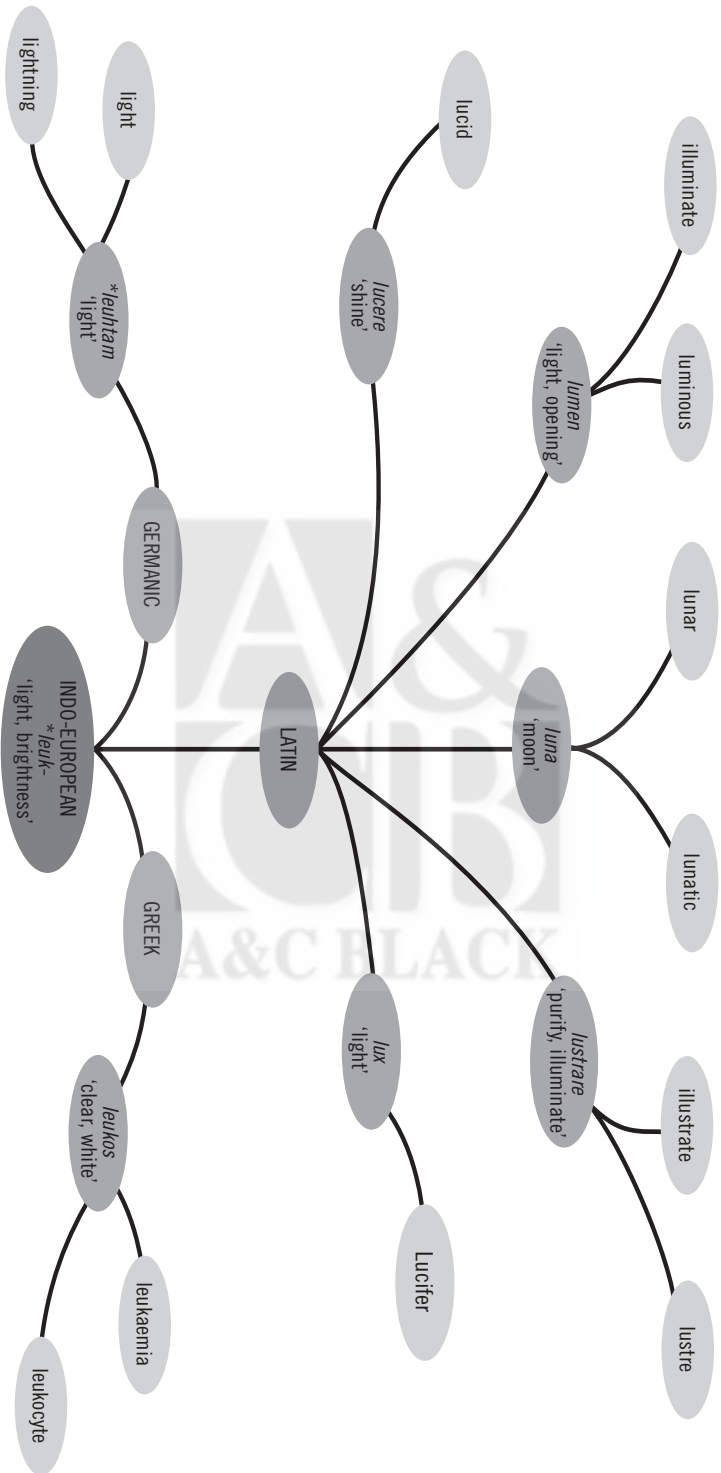 illuminate
luminous
lunar
lunatic
illustrate
lustre
lumen
‘light, opening’
luna
‘moon’
lustrare
‘purify, illuminate’
lucid
lucere
‘shine’
lux
‘light’
Lucifer
LATIN
light
lightning
*leuhtam
‘light’
GERMANIC
GREEK
leukos
‘clear, white’
leukaemia
leukocyte
INDO-EUROPEAN
*leuk-
‘light, brightness’
A&
CB
A&C BLACK